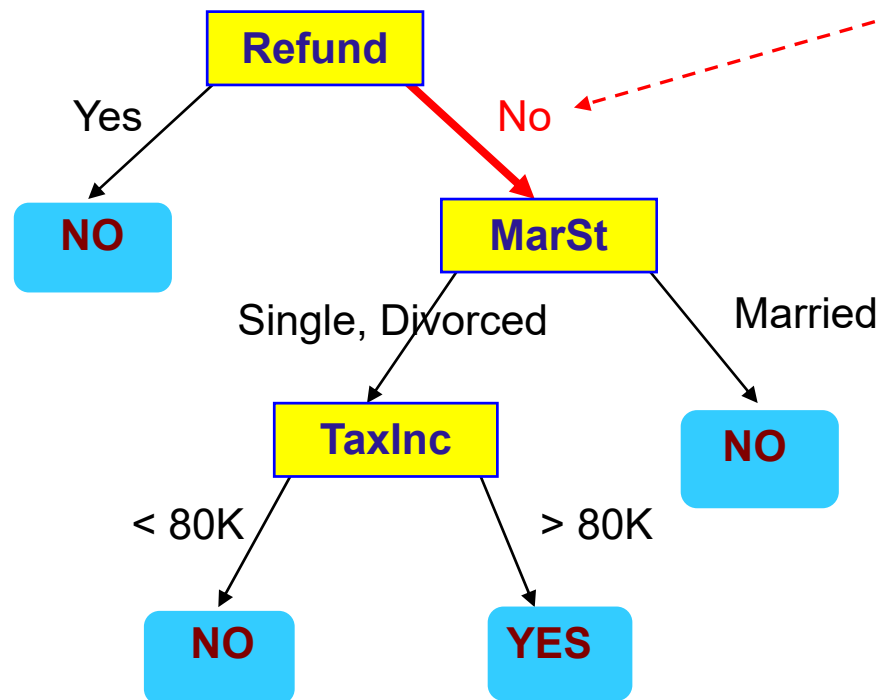 Refund
Yes
No
NO
MarSt
Single, Divorced
Married
TaxInc
NO
< 80K
> 80K
NO
YES